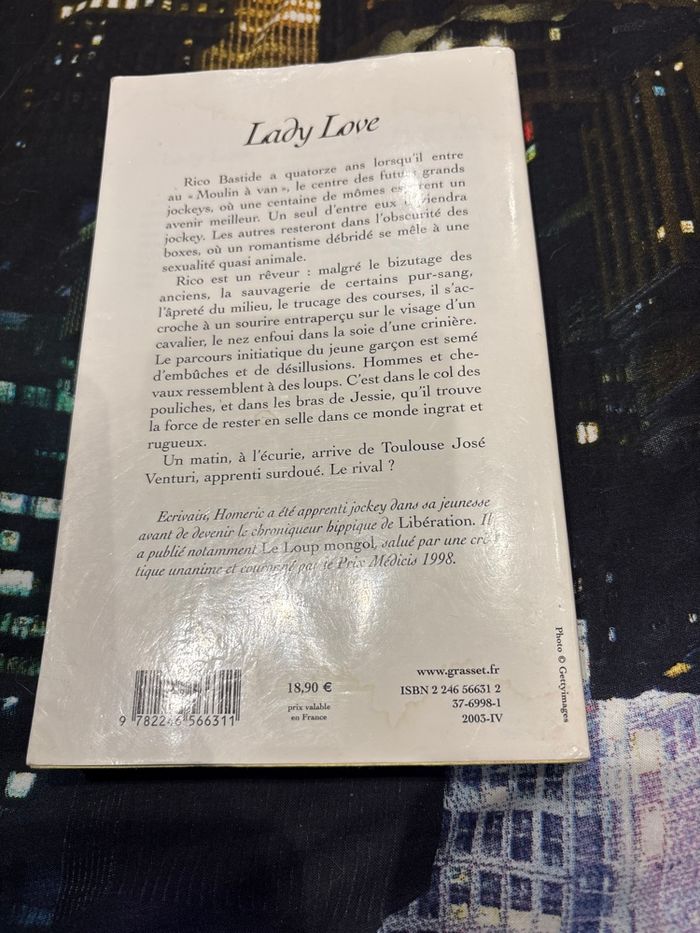 Lady Love
Rico Bastide a quatorze ans lorsqu'il entre
au « Moulin à van », le centre des futurs grands
jockeys, où une centaine de mômes espèrent un
avenir meilleur. Un seul d'entre eux deviendra
jockey. Les autres resteront dans l'obscurité des
boxes, où un romantisme débridé se mêle à une
sexualité quasi animale.
Rico est un rêveur : malgré le bizutage des
anciens, la sauvagerie de certains pur-sang,
l'âpreté du milieu, le trucage des courses, il s'ac-
croche à un sourire entraperçu sur le visage d'un
cavalier, le nez enfoui dans la soie d'une crinière.
Le parcours initiatique du jeune garçon est semé
d'embûches et de désillusions. Hommes et che-
vaux ressemblent à des loups. C'est dans le col des
pouliches, et dans les bras de Jessie, qu'il trouve
la force de rester en selle dans ce monde ingrat et
rugueux.
Un matin, à l'écurie, arrive de Toulouse José
Venturi, apprenti surdoué. Le rival ?
Ecrivain, Homeric a été apprenti jockey dans sa jeunesse
avant de devenir le chroniqueur hippique de Libération. Il
a publié notamment Le Loup mongol, salué par une cri-
tique unanime et couronné par le Prix Médicis 1998.
9 782246 566311
18,90 €
prix valable
en France
www.grasset.fr
ISBN 2 246 56631 2
37-6998-1
2003-IV
Photo © Gettyimages